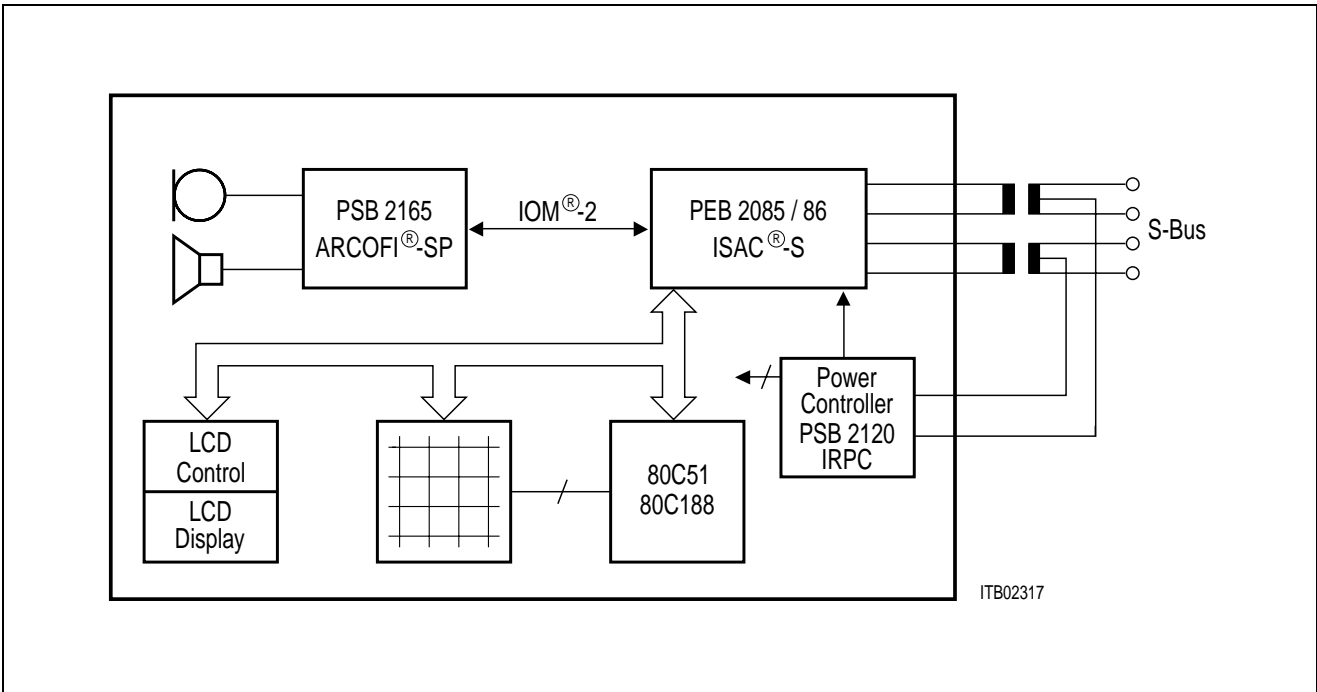 PSB 2165
ARCOFI®-SP
IOM®-2
PEB 2085 / 86
ISAC®-S
S-Bus
Power
Controller
PSB 2120
IRPC
LCD
Control
LCD
Display
80C51
80C188
ITB02317